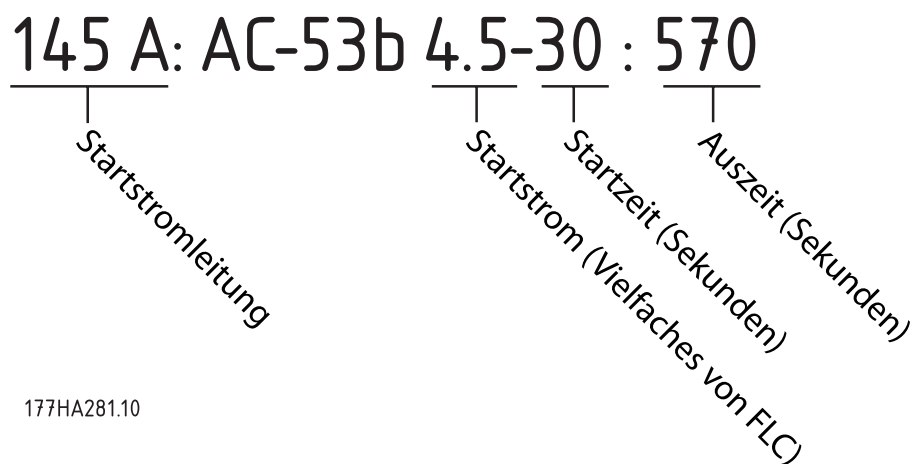 145 A: AC-53b 4.5-30 : 570
Startstromleitung
Startstrom (Vielfaches von FLC)
Startzeit (Sekunden)
Auszeit (Sekunden)
177HA281.10